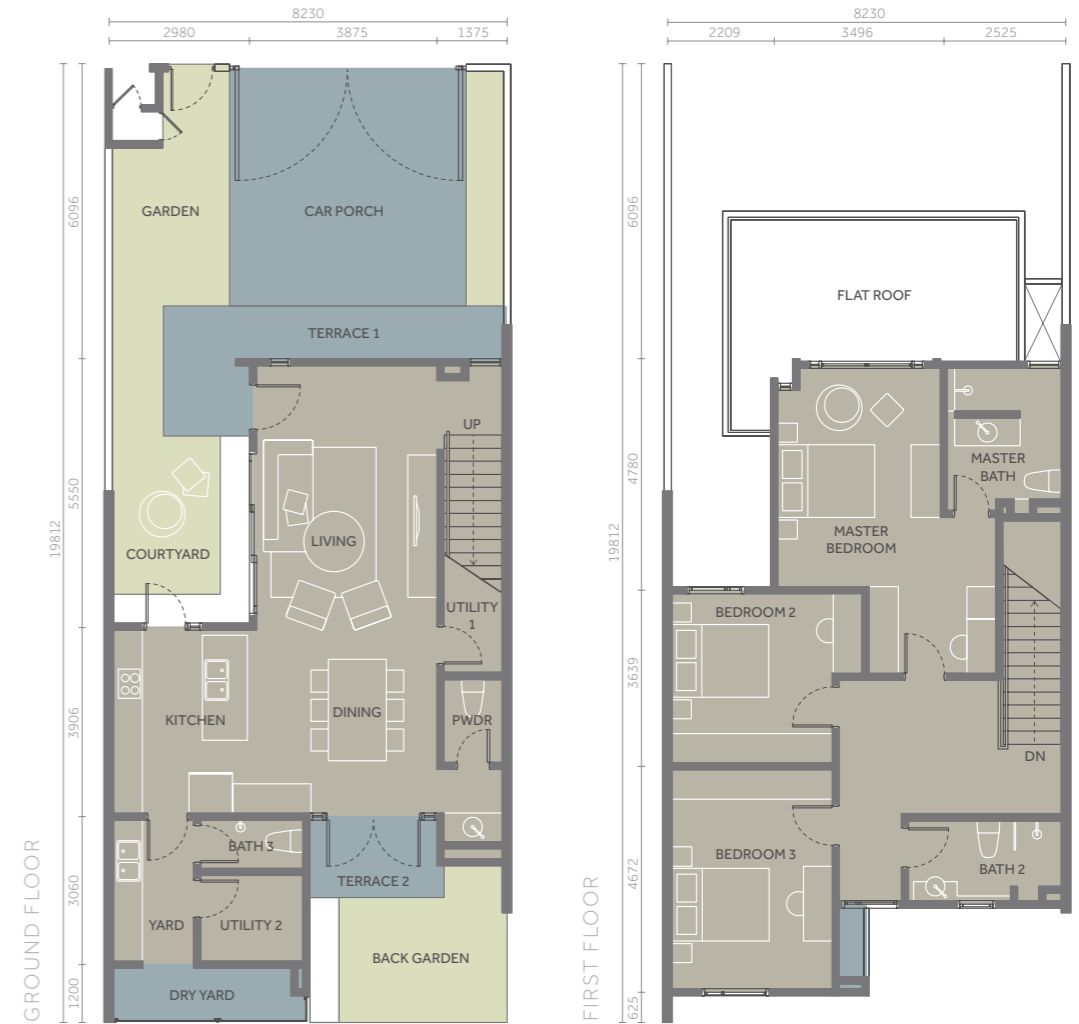 8230
2980
3875
1375
6096
5550
19812
3906
3060
1200
GROUND FLOOR
GARDEN
CAR PORCH
TERRACE 1
UP
LIVING
COURTYARD
UTILITY
1
KITCHEN
DINING
PWDR
BATH 3
TERRACE 2
YARD
UTILITY 2
BACK GARDEN
DRY YARD
8230
2209
3496
2525
6096
4780
19812
3639
4672
625
FIRST FLOOR
FLAT ROOF
MASTER
BATH
MASTER
BEDROOM
BEDROOM 2
DN
BEDROOM 3
BATH 2